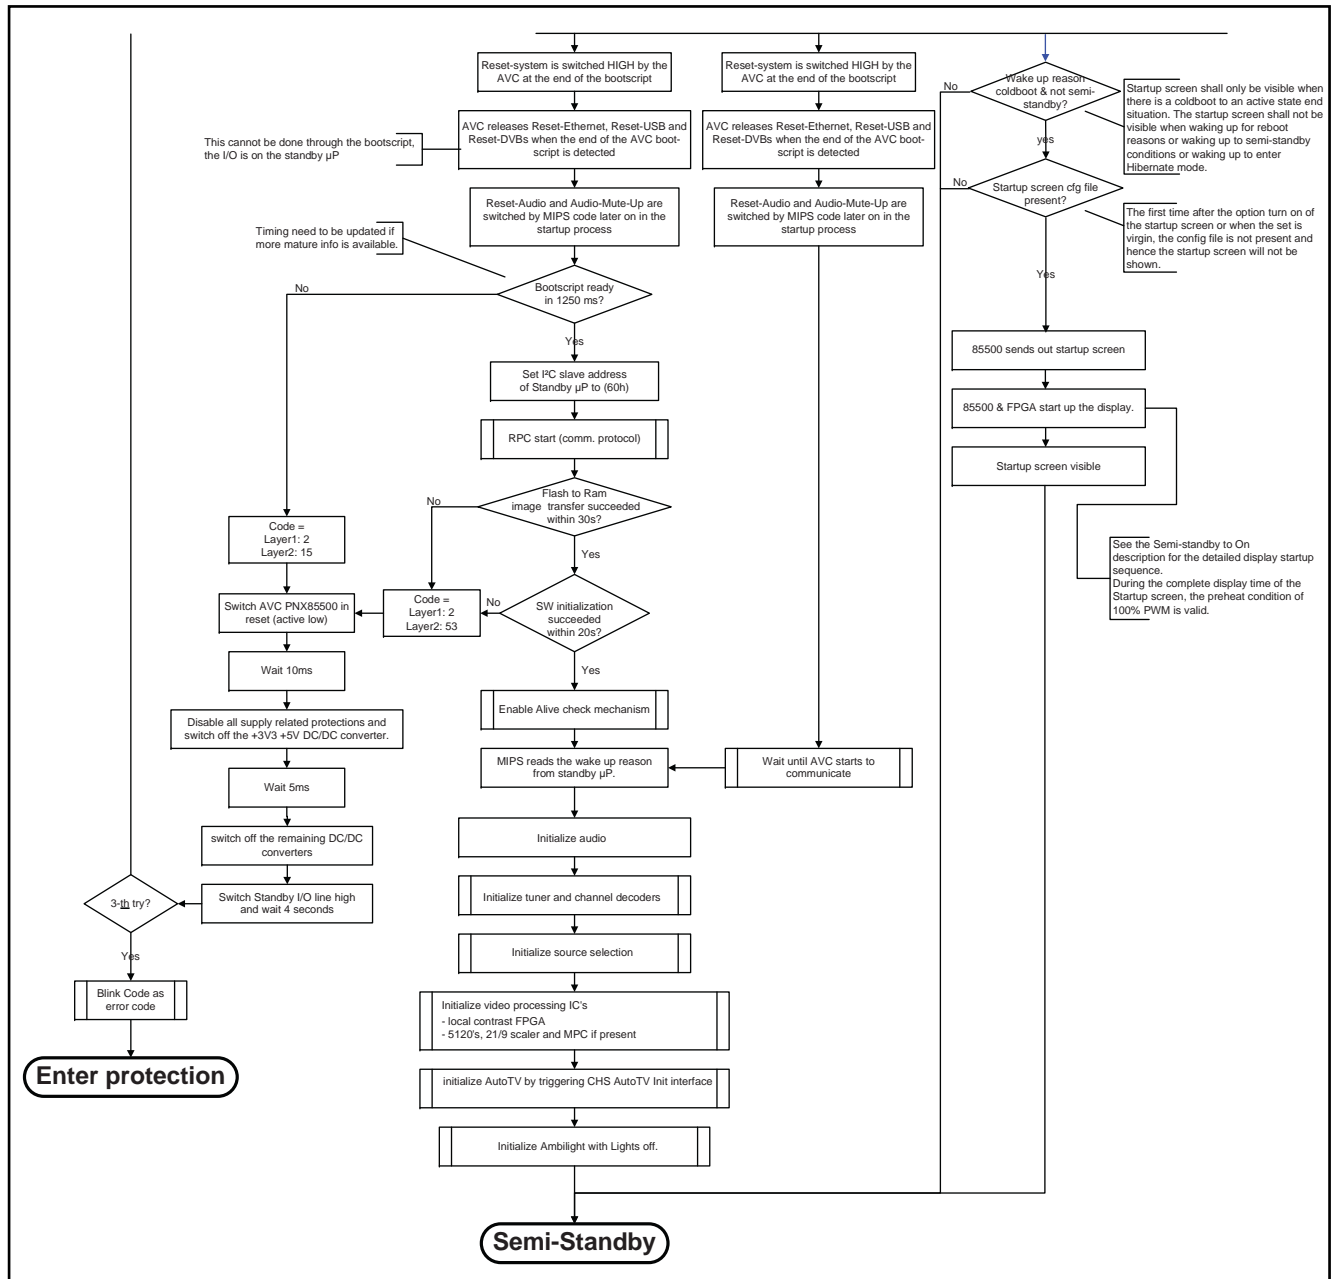 Reset-system is switched HIGH by the
AVC at the end of the bootscript
AVC releases Reset-Ethernet, Reset-USB and
Reset-DVBs when the end of the AVC boot-
script is detected
This cannot be done through the bootscript,
the I/O is on the standby µP
Reset-Audio and Audio-Mute-Up are
switched by MIPS code later on in the
startup process
Timing need to be updated if
more mature info is available.
No
Bootscript ready
in 1250 ms?
Yes
Set I²C slave address
of Standby µP to (60h)
RPC start (comm. protocol)
No
Flash to Ram
image transfer succeeded
within 30s?
Yes
Code =
Layer1: 2
Layer2: 15
Code =
Layer1: 2
Layer2: 53
No
SW initialization
succeeded
within 20s?
Yes
Switch AVC PNX85500 in
reset (active low)
Wait 10ms
Disable all supply related protections and
switch off the +3V3 +5V DC/DC converter.
Wait 5ms
switch off the remaining DC/DC
converters
Switch Standby I/O line high
and wait 4 seconds
3-th try?
Yes
Blink Code as
error code
Enter protection
Enable Alive check mechanism
MIPS reads the wake up reason
from standby µP.
Initialize audio
Initialize tuner and channel decoders
Initialize source selection
Initialize video processing IC's
- local contrast FPGA
- 5120's, 21/9 scaler and MPC if present
initialize AutoTV by triggering CHS AutoTV Init interface
Initialize Ambilight with Lights off.
Semi-Standby
Reset-system is switched HIGH by the
AVC at the end of the bootscript
AVC releases Reset-Ethernet, Reset-USB and
Reset-DVBs when the end of the AVC boot-
script is detected
Reset-Audio and Audio-Mute-Up are
switched by MIPS code later on in the
startup process
Wait until AVC starts to
communicate
No
Wake up reason
coldboot & not semi-
standby?
yes
Startup screen shall only be visible when
there is a coldboot to an active state end
situation. The startup screen shall not be
visible when waking up for reboot
reasons or waking up to semi-standby
conditions or waking up to enter
Hibernate mode.
No
Startup screen cfg file
present?
Yes
The first time after the option turn on of
the startup screen or when the set is
virgin, the config file is not present and
hence the startup screen will not be
shown.
85500 sends out startup screen
85500 & FPGA start up the display.
Startup screen visible
See the Semi-standby to On
description for the detailed display startup
sequence.
During the complete display time of the
Startup screen, the preheat condition of
100% PWM is valid.